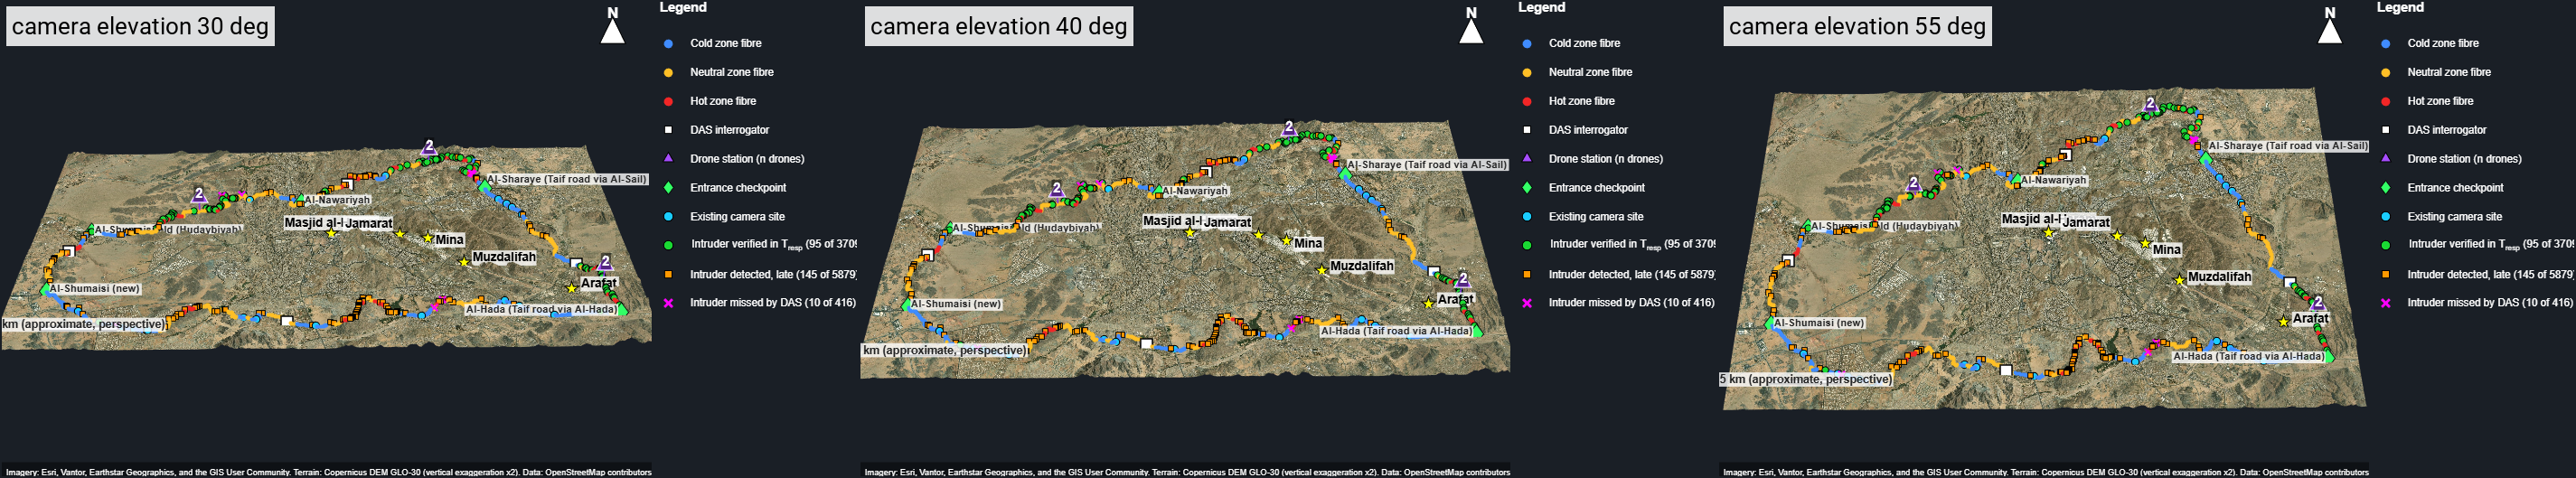 camera elevation 30 deg
N
Legend
Cold zone fibre
Neutral zone fibre
Hot zone fibre
DAS interrogator
Drone station (n drones)
Entrance checkpoint
Existing camera site
Intruder verified in Tresp (95 of 3709
Intruder detected, late (145 of 5879)
Intruder missed by DAS (10 of 416)
2
Al-Sharaye (Taif road via Al-Sail)
2
Al-Nawariyah
Masjid al-
Jamarat
Al-Shumaisi
ld (Hudaybiyah)
Mina
Muzdalifah
2
Arafat
Al-Shumaisi (new)
Al-Hada (Taif road via Al-Hada)
km (approximate, perspective)
Imagery: Esri, Vantor, Earthstar Geographics, and the GIS User Community. Terrain: Copernicus DEM GLO-30 (vertical exaggeration x2). Data: OpenStreetMap contributors
camera elevation 40 deg
N
Legend
Cold zone fibre
Neutral zone fibre
Hot zone fibre
DAS interrogator
Drone station (n drones)
Entrance checkpoint
Existing camera site
Intruder verified in Tresp (95 of 3709
Intruder detected, late (145 of 5879)
Intruder missed by DAS (10 of 416)
2
Al-Sharaye (Taif road via Al-Sail)
2
Al-Nawariyah
Masjid al-
Jamarat
Al-Shumaisi
ld (Hudaybiyah)
Mina
Muzdalifah
2
Arafat
Al-Shumaisi (new)
Al-Hada (Taif road via Al-Hada)
km (approximate, perspective)
Imagery: Esri, Vantor, Earthstar Geographics, and the GIS User Community. Terrain: Copernicus DEM GLO-30 (vertical exaggeration x2). Data: OpenStreetMap contributors
camera elevation 55 deg
N
Legend
Cold zone fibre
Neutral zone fibre
Hot zone fibre
DAS interrogator
Drone station (n drones)
Entrance checkpoint
Existing camera site
Intruder verified in Tresp (95 of 3709
Intruder detected, late (145 of 5879)
Intruder missed by DAS (10 of 416)
2
Al-Sharaye (Taif road via Al-Sail)
2
Al-Nawariyah
Masjid al-
Jamarat
Al-Shumaisi
ld (Hudaybiyah)
Mina
Muzdalifah
2
Arafat
Al-Shumaisi (new)
Al-Hada (Taif road via Al-Hada)
5 km (approximate, perspective)
Imagery: Esri, Vantor, Earthstar Geographics, and the GIS User Community. Terrain: Copernicus DEM GLO-30 (vertical exaggeration x2). Data: OpenStreetMap contributors